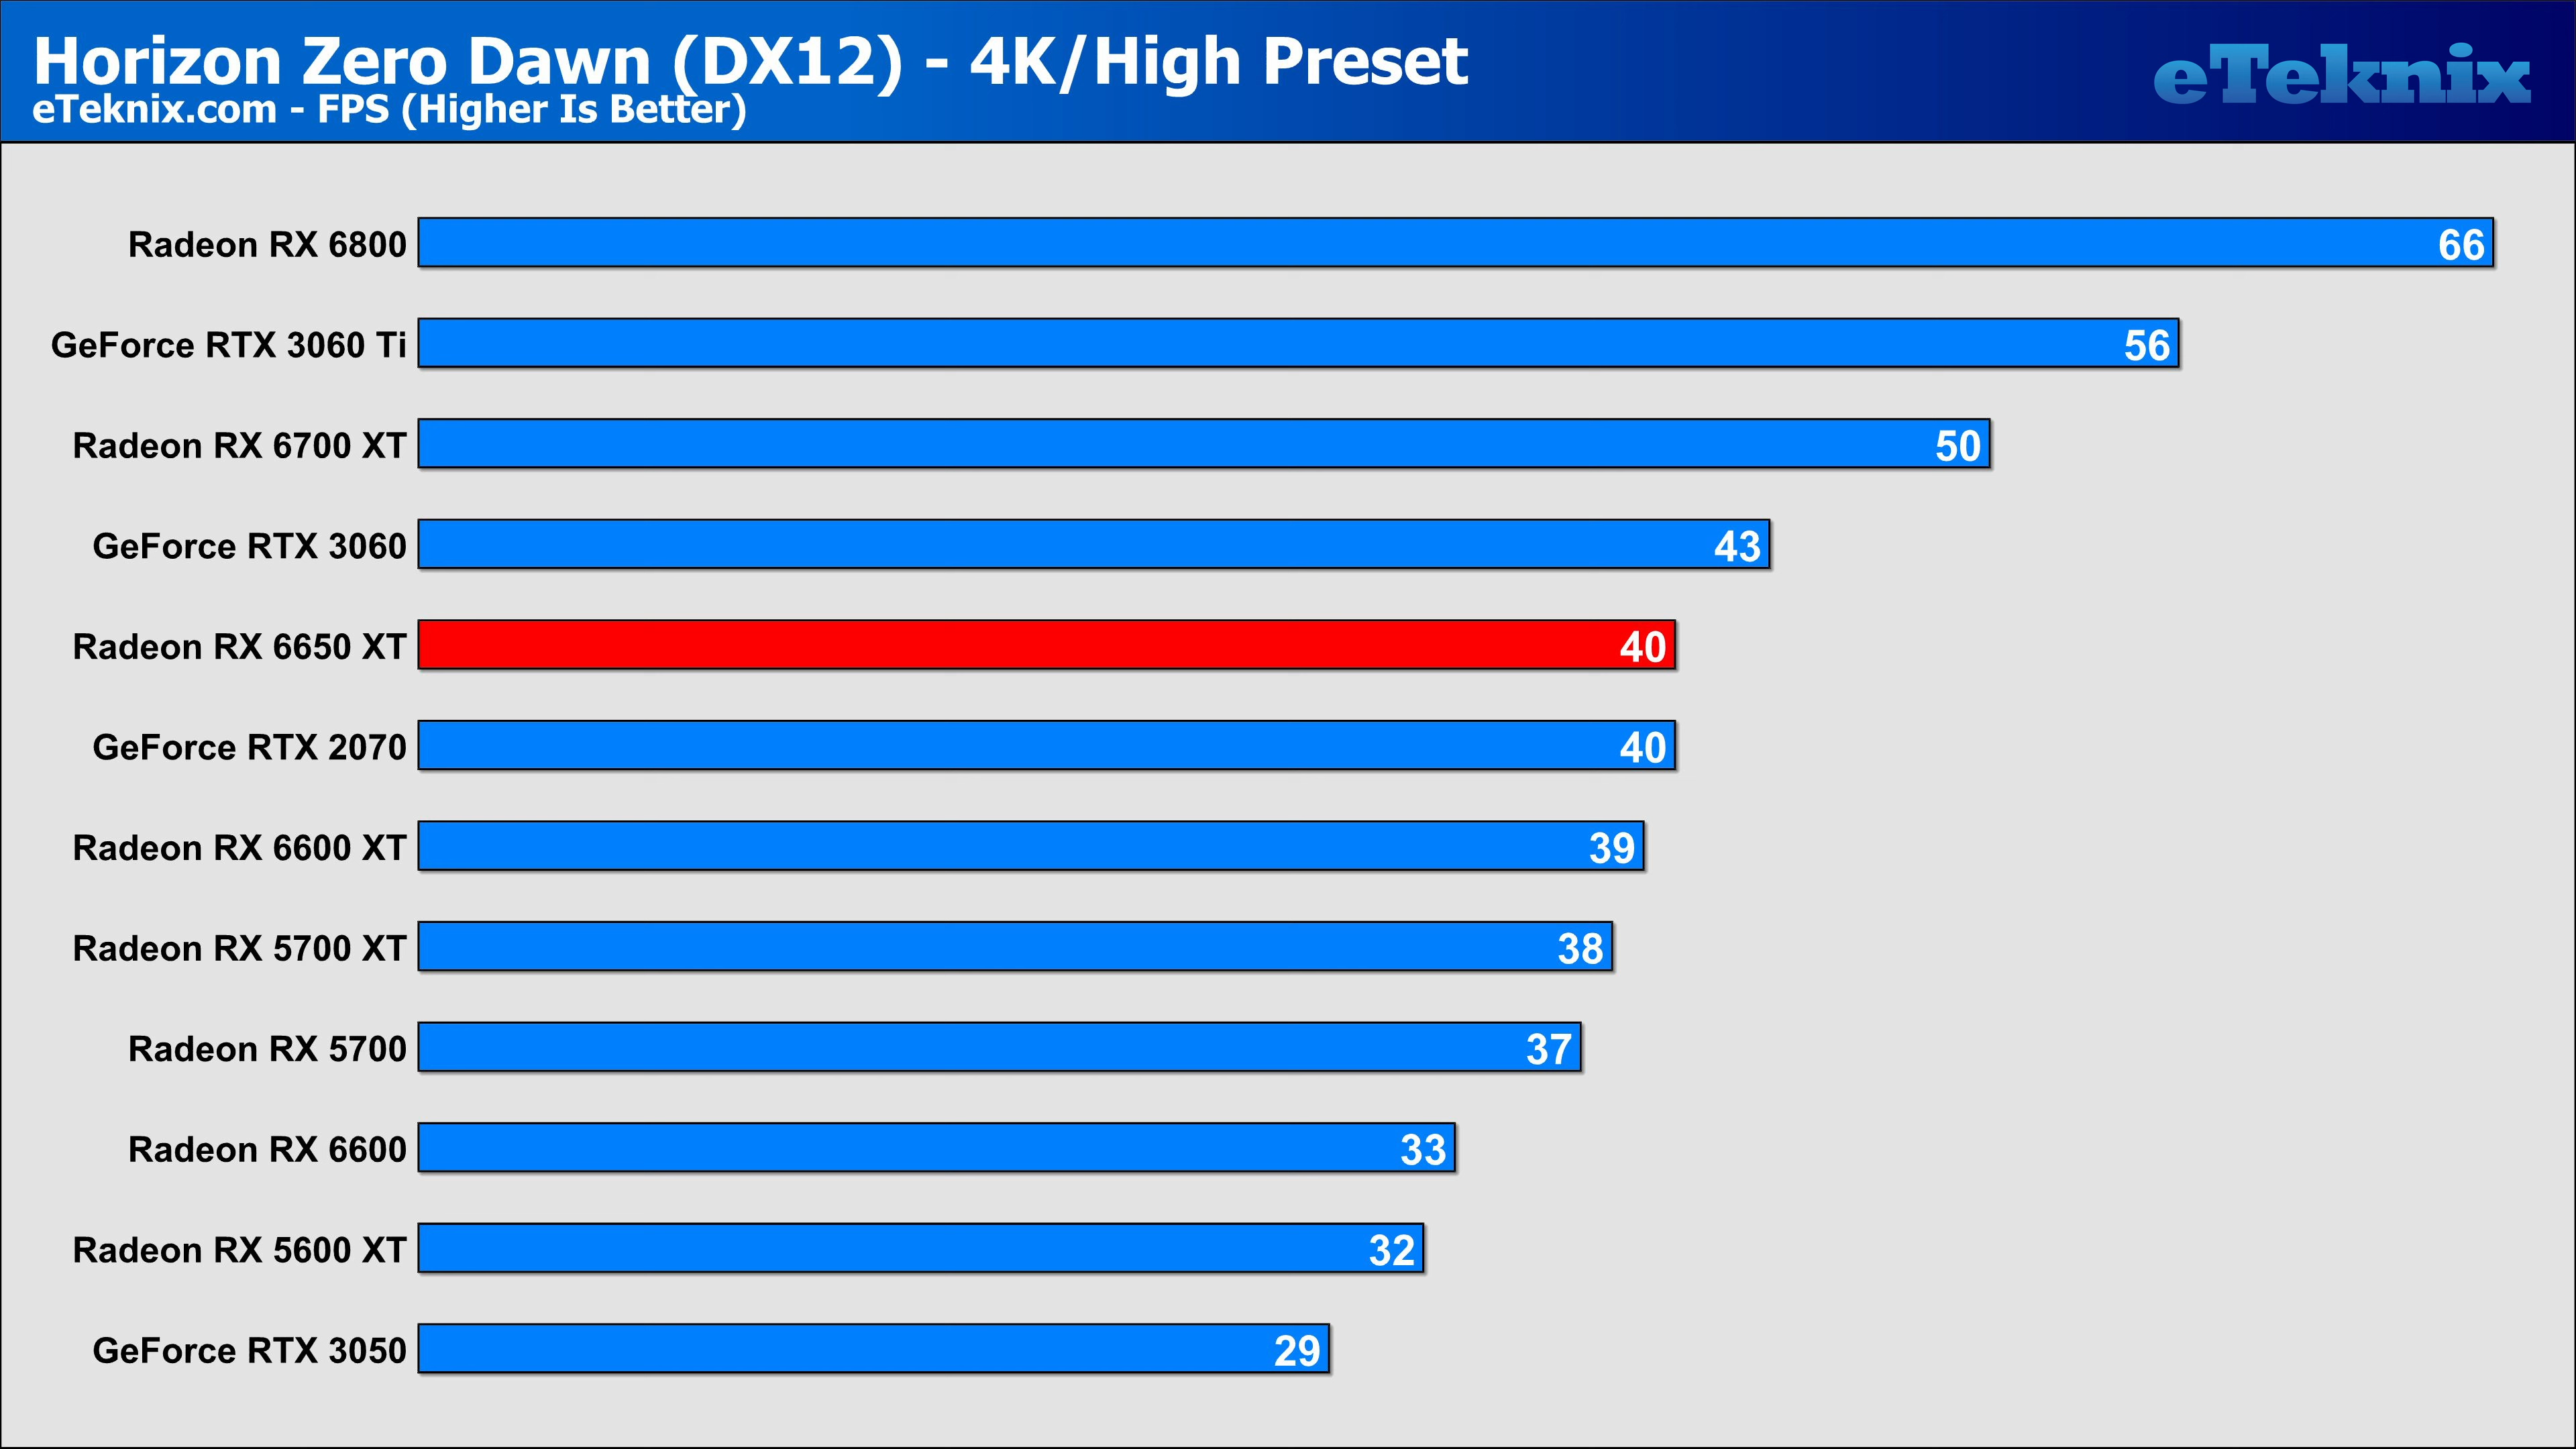 Horizon Zero Dawn (DX12) - 4K/High Preset
eTeknix.com - FPS (Higher Is Better)
eTeknix
Radeon RX 6800 66
GeForce RTX 3060 Ti 56
Radeon RX 6700 XT 50
GeForce RTX 3060 43
Radeon RX 6650 XT 40
GeForce RTX 2070 40
Radeon RX 6600 XT 39
Radeon RX 5700 XT 38
Radeon RX 5700 37
Radeon RX 6600 33
Radeon RX 5600 XT 32
GeForce RTX 3050 29